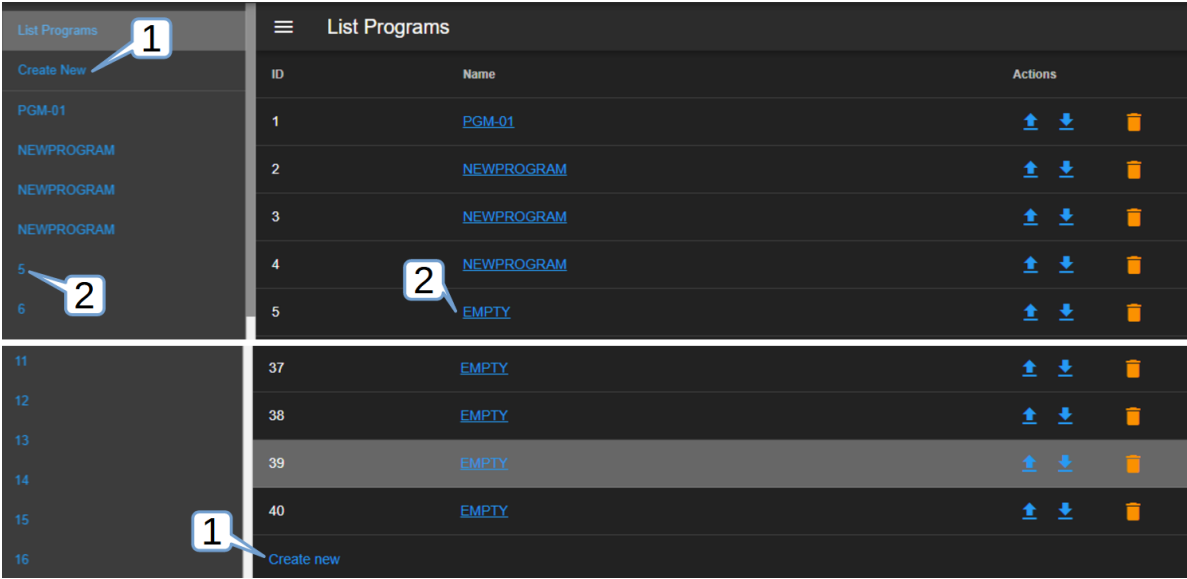 List Programs
1
Create New
PGM-01
NEWPROGRAM
NEWPROGRAM
NEWPROGRAM
5
2
6
List Programs
ID Name Actions
1 PGM-01
2 NEWPROGRAM
3 NEWPROGRAM
4 NEWPROGRAM
2
5 EMPTY
11
12
13
14
15
16
37 EMPTY
38 EMPTY
39 EMPTY
40 EMPTY
1
Create new